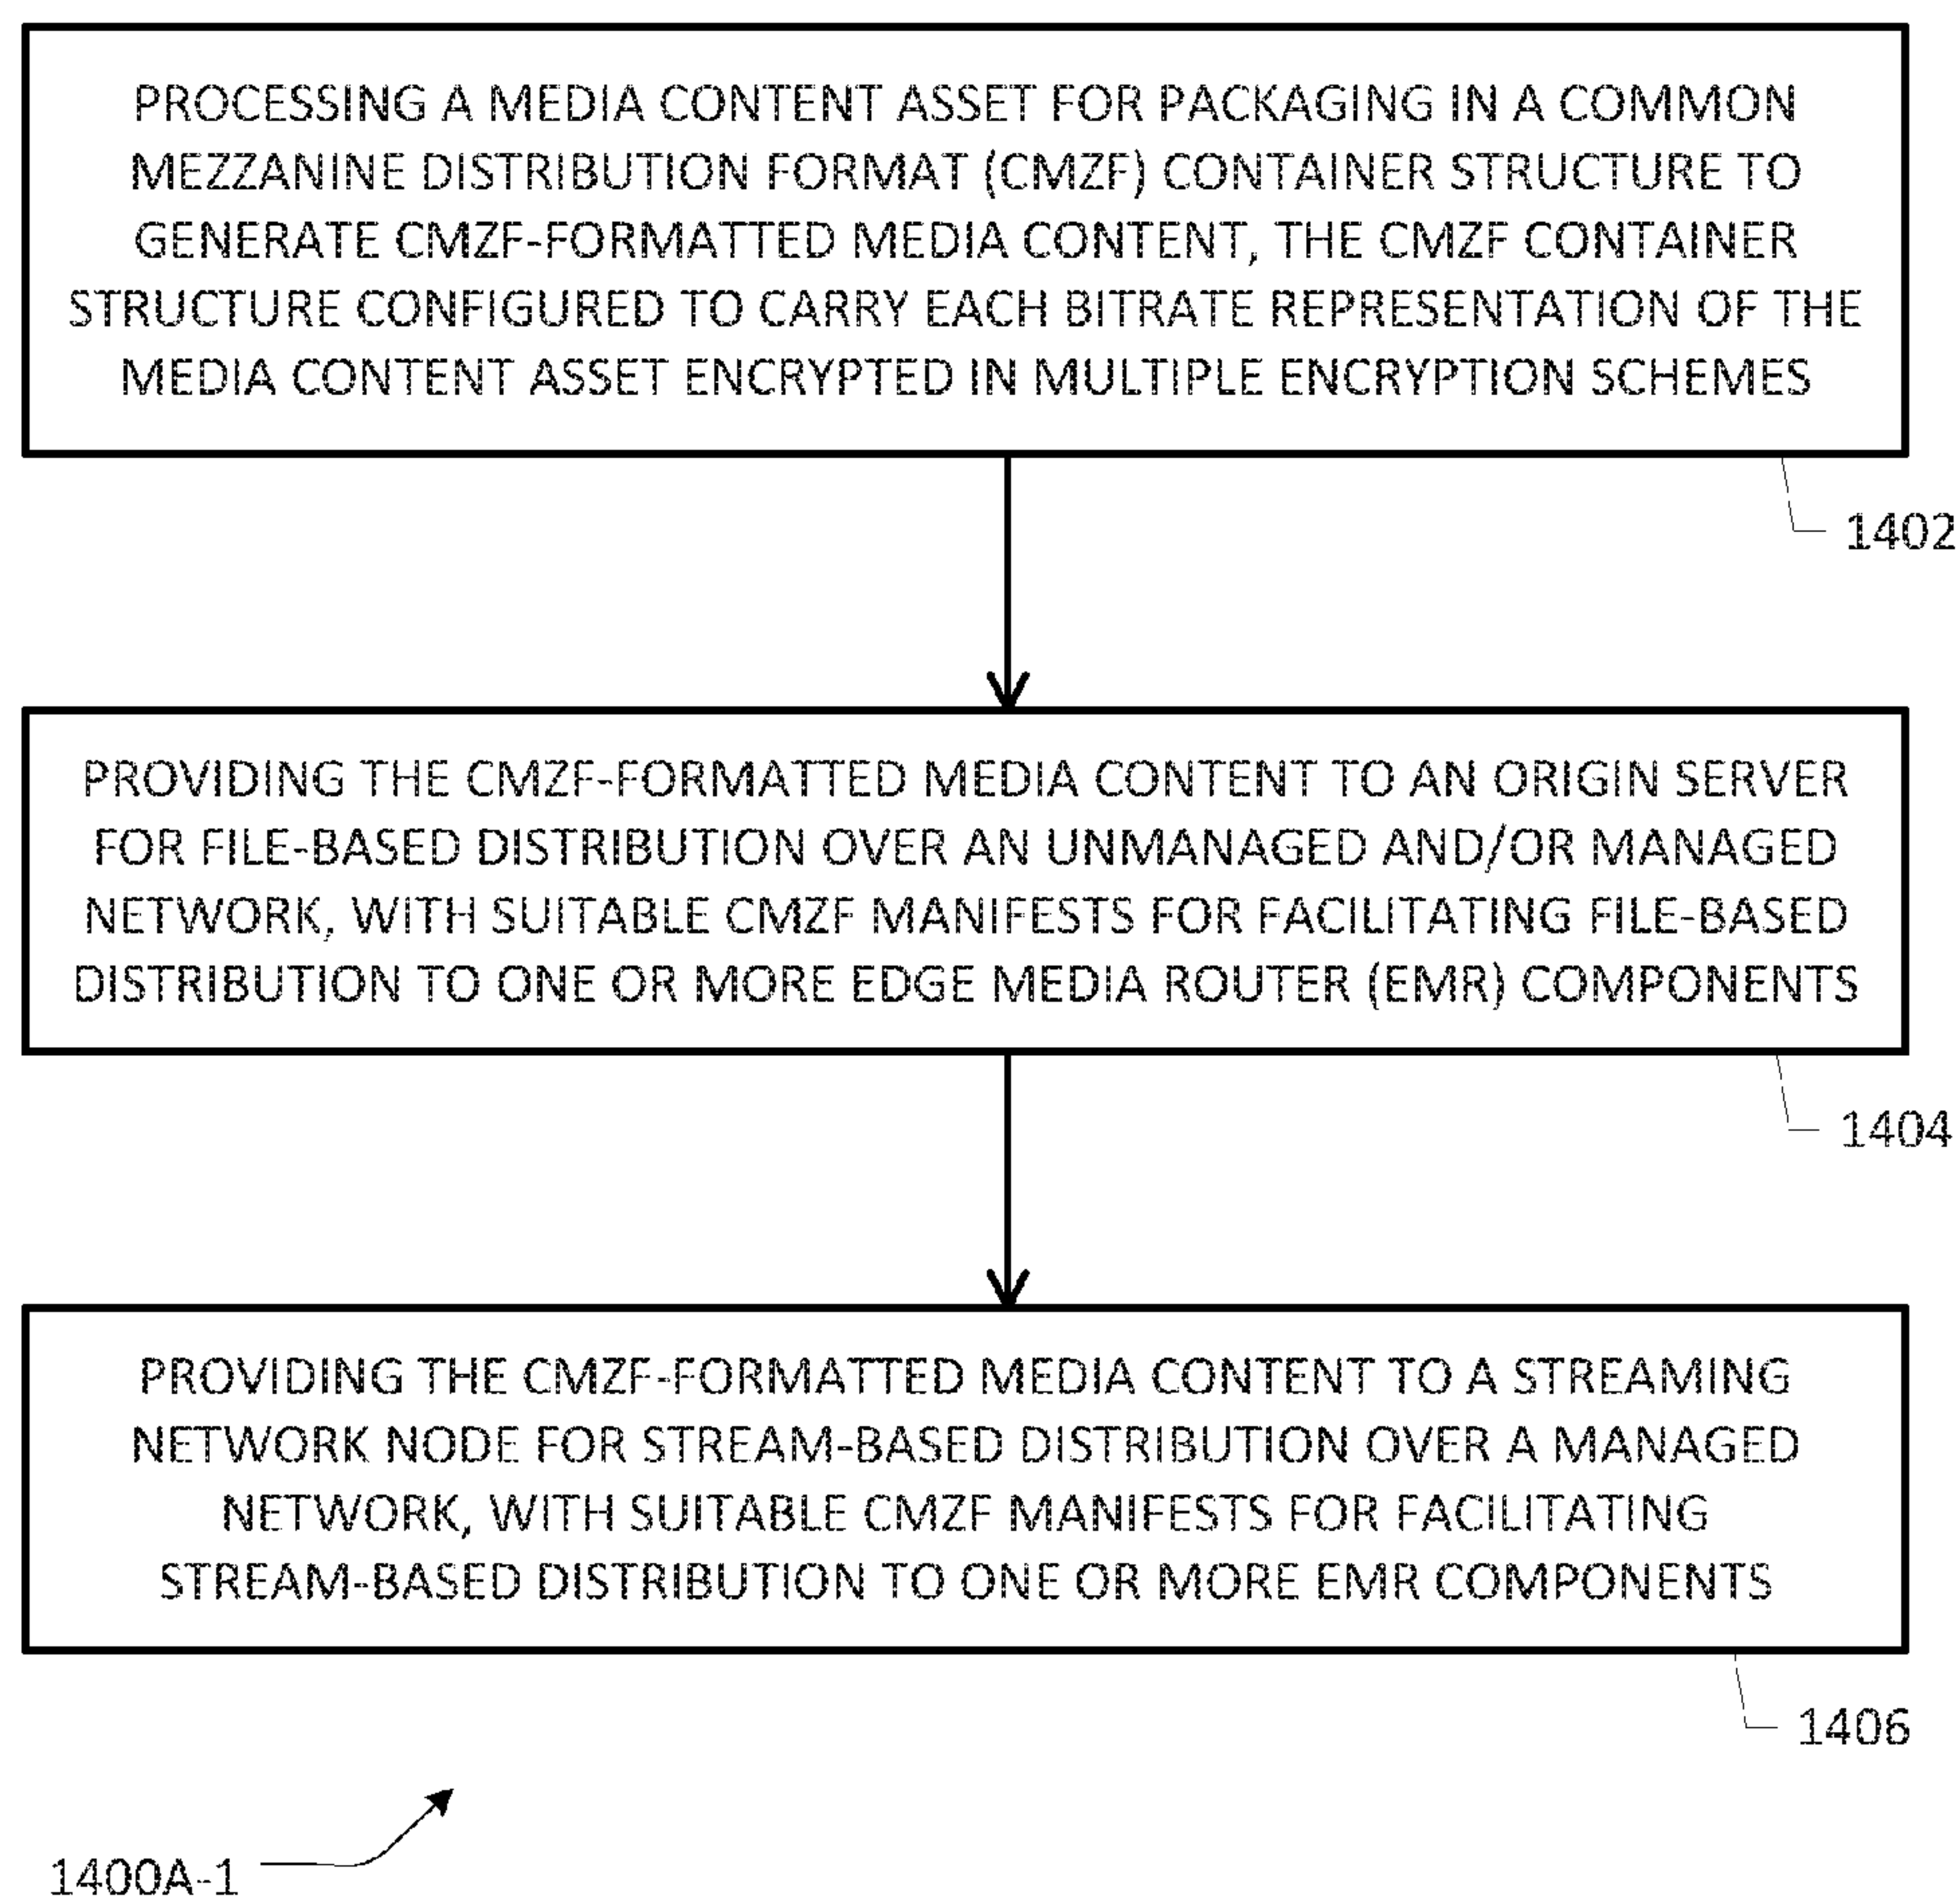 PROCESSING A MEDIA CONTENT ASSET FOR PACKAGING IN A COMMON
MEZZANINE DISTRIBUTION FORMAT (CMZF) CONTAINER STRUCTURE TO
GENERATE CMZF-FORMATTED MEDIA CONTENT, THE CMZF CONTAINER
STRUCTURE CONFIGURED TO CARRY EACH BITRATE REPRESENTATION OF THE
MEDIA CONTENT ASSET ENCRYPTED IN MULTIPLE ENCRYPTION SCHEMES
1402
PROVIDING THE CMZF-FORMATTED MEDIA CONTENT TO AN ORIGIN SERVER
FOR FILE-BASED DISTRIBUTION OVER AN UNMANAGED AND/OR MANAGED
NETWORK, WITH SUITABLE CMZF MANIFESTS FOR FACILITATING FILE-BASED
DISTRIBUTION TO ONE OR MORE EDGE MEDIA ROUTER (EMR) COMPONENTS
1404
PROVIDING THE CMZF-FORMATTED MEDIA CONTENT TO A STREAMING
NETWORK NODE FOR STREAM-BASED DISTRIBUTION OVER A MANAGED
NETWORK, WITH SUITABLE CMZF MANIFESTS FOR FACILITATING
STREAM-BASED DISTRIBUTION TO ONE OR MORE EMR COMPONENTS
1406
1400A-1